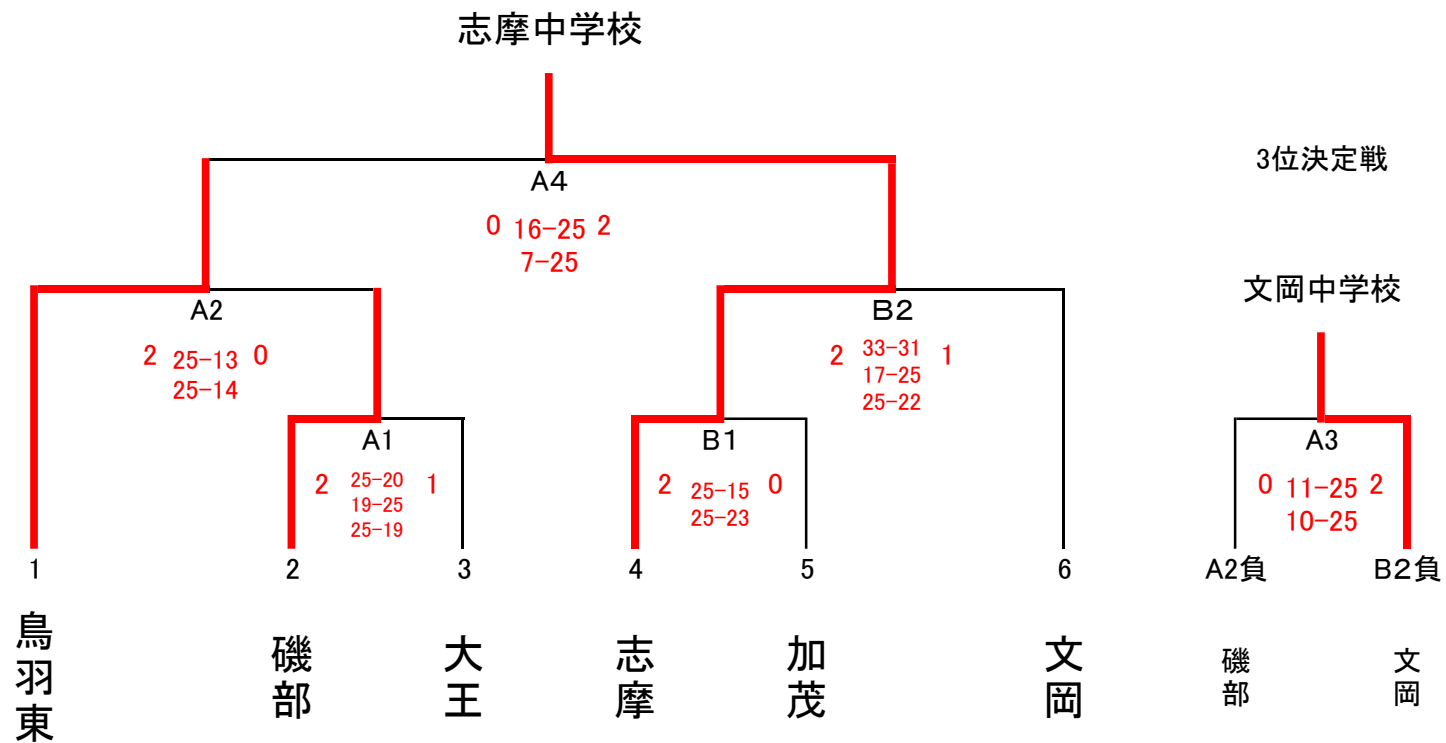 志摩中学校
3位決定戦
A4
0 16-25 2
7-25
文岡中学校
A2
2 25-13 0
25-14
B2
2 33-31 1
17-25
25-22
A1
2 25-20 1
19-25
25-19
B1
2 25-15 0
25-23
A3
0 11-25 2
10-25
1
2
3
4
5
6
A2負
B2負
鳥羽東
磯部
大王
志摩
加茂
文岡
磯部
文岡